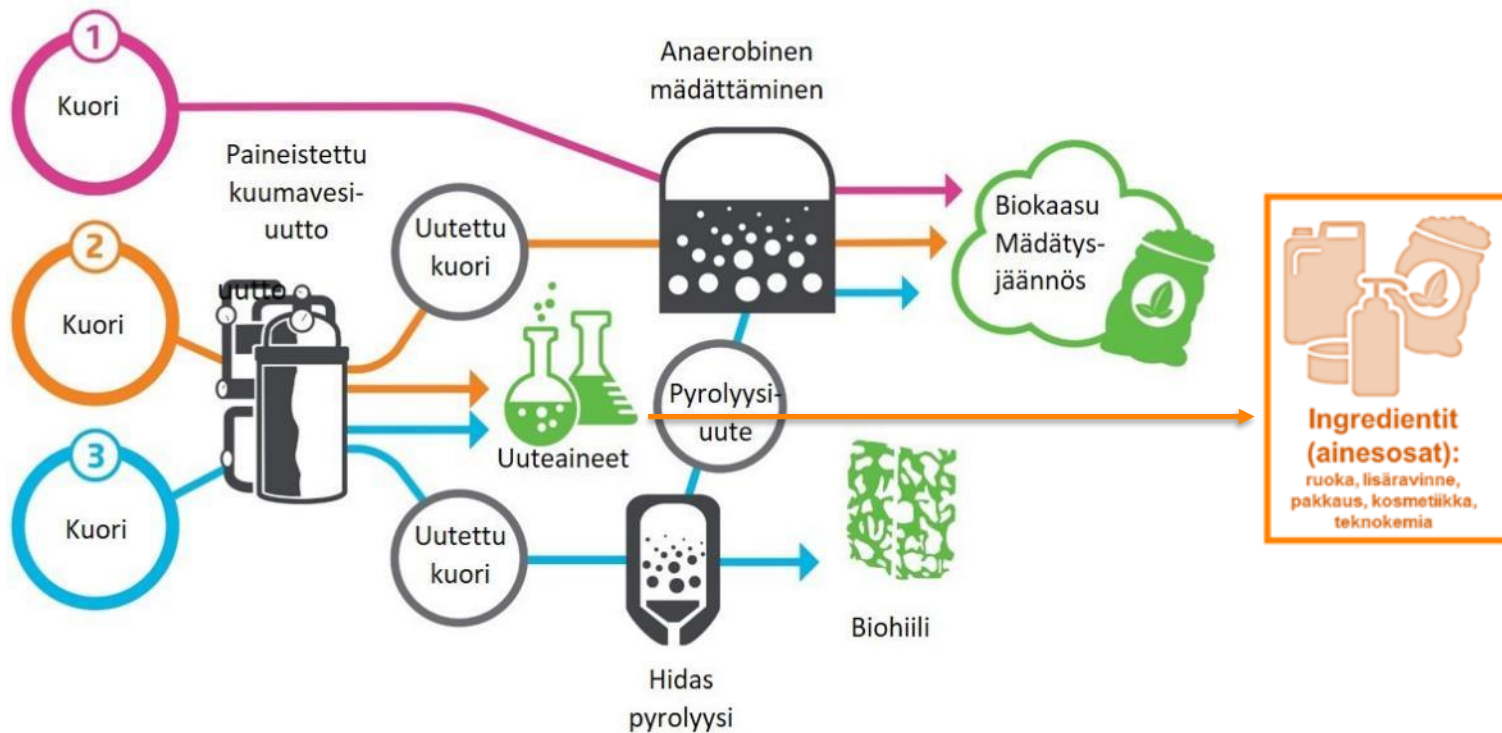 1
Kuori
Anaerobinen
mädättäminen
Paineistettu
kuumavesi-
uutto
uutto
2
Kuori
Uutettu
kuori
Biokaasu
Mädätys-
jäännös
Uuteaineet
Pyrolyysi-
uute
3
Kuori
Uutettu
kuori
Hidas
pyrolyysi
Biohiili
Ingredientit
(ainesosat):
ruoka, lisäravinne,
pakkaus, kosmetiikka,
teknokemia